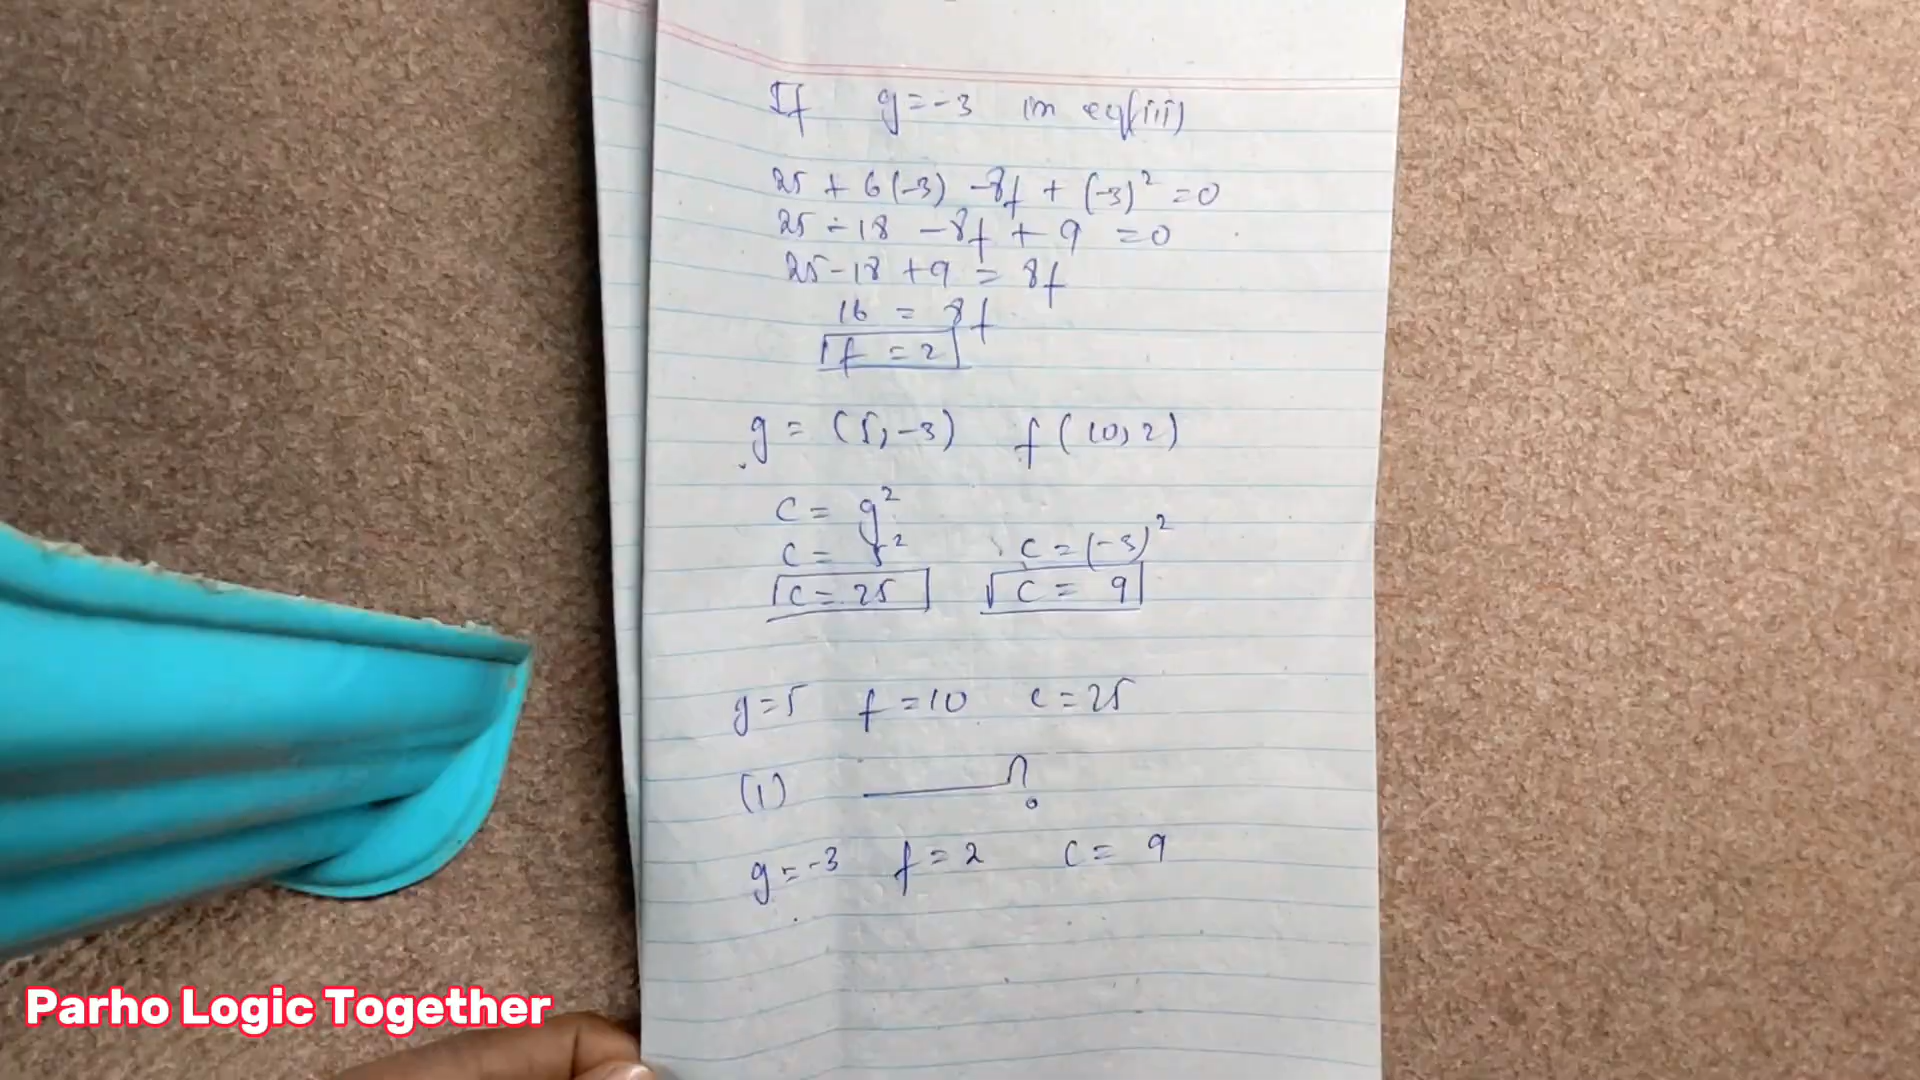 If g = -3 in eq(iii)
25 + 6(-3) - 8f + (-3)² = 0
25 - 18 - 8f + 9 = 0
25 - 18 + 9 = 8f
16 = 8f
f = 2
g = (5, -3) f(10, 2)
c = g²
c = 5² c = (-3)²
c = 25 c = 9
g = 5 f = 10 c = 25
(1) ——— ?
g = -3 f = 2 c = 9
Parho Logic Together